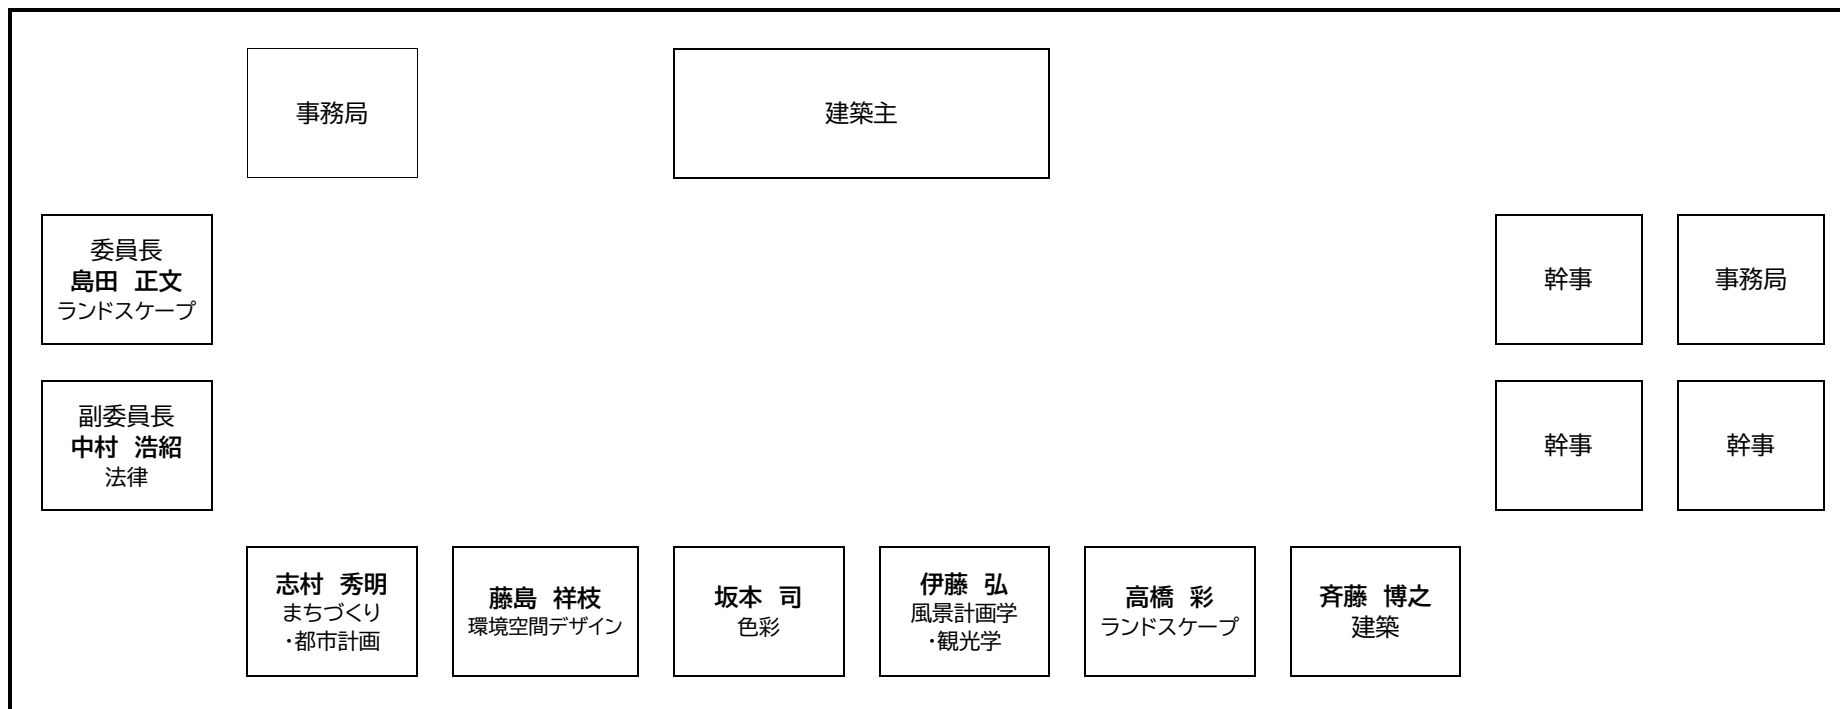 事務局
建築主
委員長
島田　正文
ランドスケープ
幹事
事務局
副委員長
中村　浩紹
法律
幹事
幹事
志村　秀明
まちづくり
・都市計画
藤島　祥枝
環境空間デザイン
坂本　司
色彩
伊藤　弘
風景計画学
・観光学
高橋　彩
ランドスケープ
斉藤　博之
建築